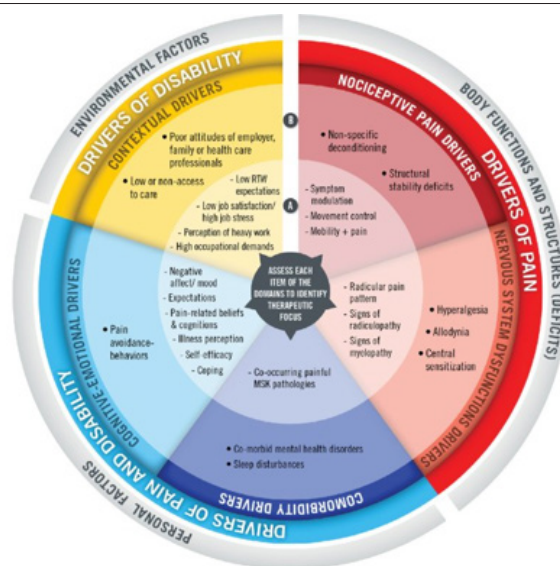 ENVIRONMENTAL FACTORS
DRIVERS OF DISABILITY
CONTEXTUAL DRIVERS
• Poor attitudes of employer,
family or health care
professionals
• Low or non-access
to care
- Low RTW
expectations
- Low job satisfaction/
high job stress
- Perception of heavy work
- High occupational demands
B
A
BODY FUNCTIONS AND STRUCTURES (DEFICITS)
DRIVERS OF PAIN
NOCICEPTIVE PAIN DRIVERS
• Non-specific
deconditioning
• Structural
stability deficits
- Symptom
modulation
- Movement control
- Mobility + pain
NERVOUS SYSTEM DYSFUNCTIONS DRIVERS
- Radicular pain
pattern
- Signs of
radiculopathy
- Signs of
myelopathy
• Hyperalgesia
• Allodynia
• Central
sensitization
ASSESS EACH
ITEM OF THE
DOMAINS TO IDENTIFY
THERAPEUTIC
FOCUS
- Negative
affect/ mood
- Expectations
- Pain-related beliefs
& cognitions
- Illness perception
- Self-efficacy
- Coping
• Pain
avoidance-
behaviors
COGNITIVE-EMOTIONAL DRIVERS
- Co-occurring painful
MSK pathologies
• Co-morbid mental health disorders
• Sleep disturbances
COMORBIDITY DRIVERS
DRIVERS OF PAIN AND DISABILITY
PERSONAL FACTORS